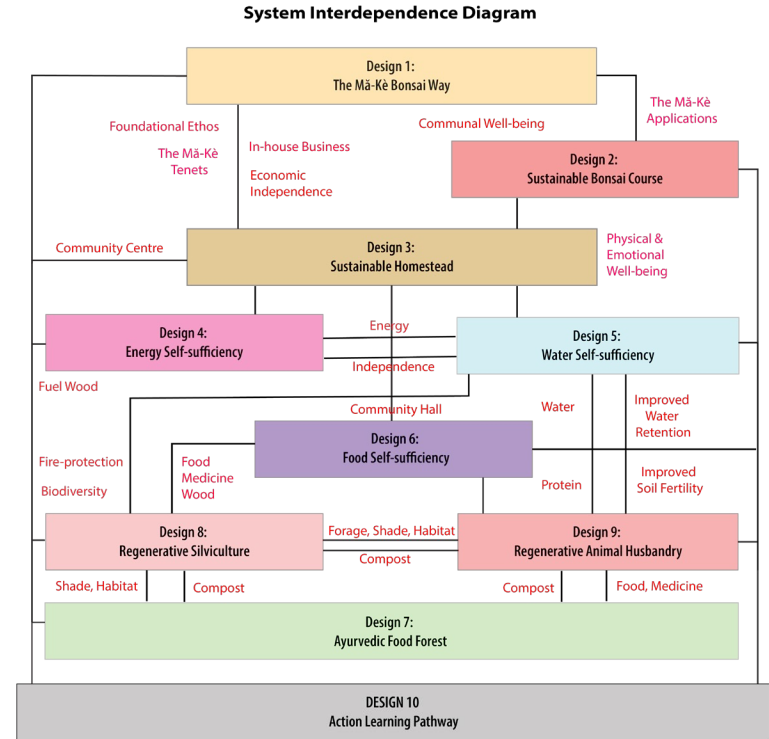 System Interdependence Diagram
Design 1:
The Mă-Kè Bonsai Way
Foundational Ethos
The Mă-Kè
Tenets
In-house Business
Economic
Independence
Communal Well-being
The Mă-Kè
Applications
Design 2:
Sustainable Bonsai Course
Community Centre
Design 3:
Sustainable Homestead
Physical &
Emotional
Well-being
Design 4:
Energy Self-sufficiency
Energy
Independence
Design 5:
Water Self-sufficiency
Fuel Wood
Community Hall
Water
Improved
Water
Retention
Design 6:
Food Self-sufficiency
Fire-protection
Biodiversity
Food
Medicine
Wood
Protein
Improved
Soil Fertility
Design 8:
Regenerative Silviculture
Forage, Shade, Habitat
Compost
Design 9:
Regenerative Animal Husbandry
Shade, Habitat
Compost
Compost
Food, Medicine
Design 7:
Ayurvedic Food Forest
DESIGN 10
Action Learning Pathway